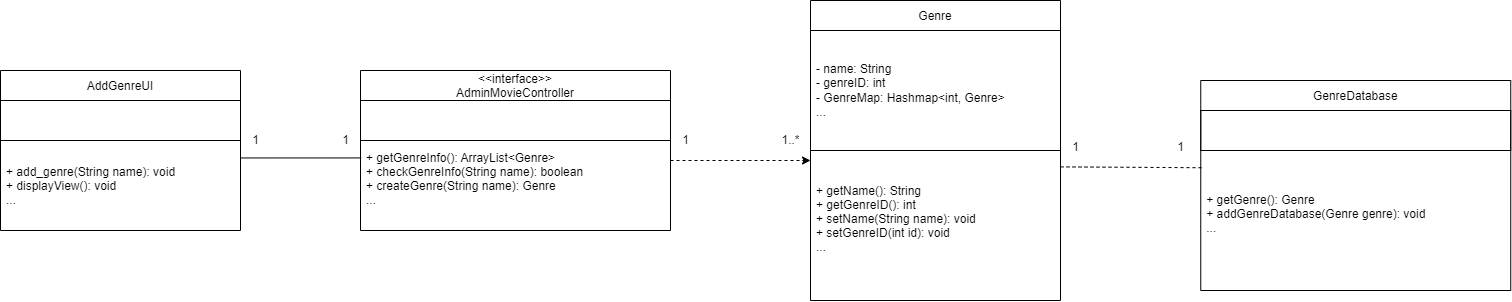 AddGenreUI
+ add_genre(String name): void
+ displayView(): void
...
1
1
<<interface>>
AdminMovieController
+ getGenreInfo(): ArrayList<Genre>
+ checkGenreInfo(String name): boolean
+ createGenre(String name): Genre
...
1
1..*
Genre
- name: String
- genreID: int
- GenreMap: Hashmap<int, Genre>
...
+ getName(): String
+ getGenreID(): int
+ setName(String name): void
+ setGenreID(int id): void
...
1
1
GenreDatabase
+ getGenre(): Genre
+ addGenreDatabase(Genre genre): void
...